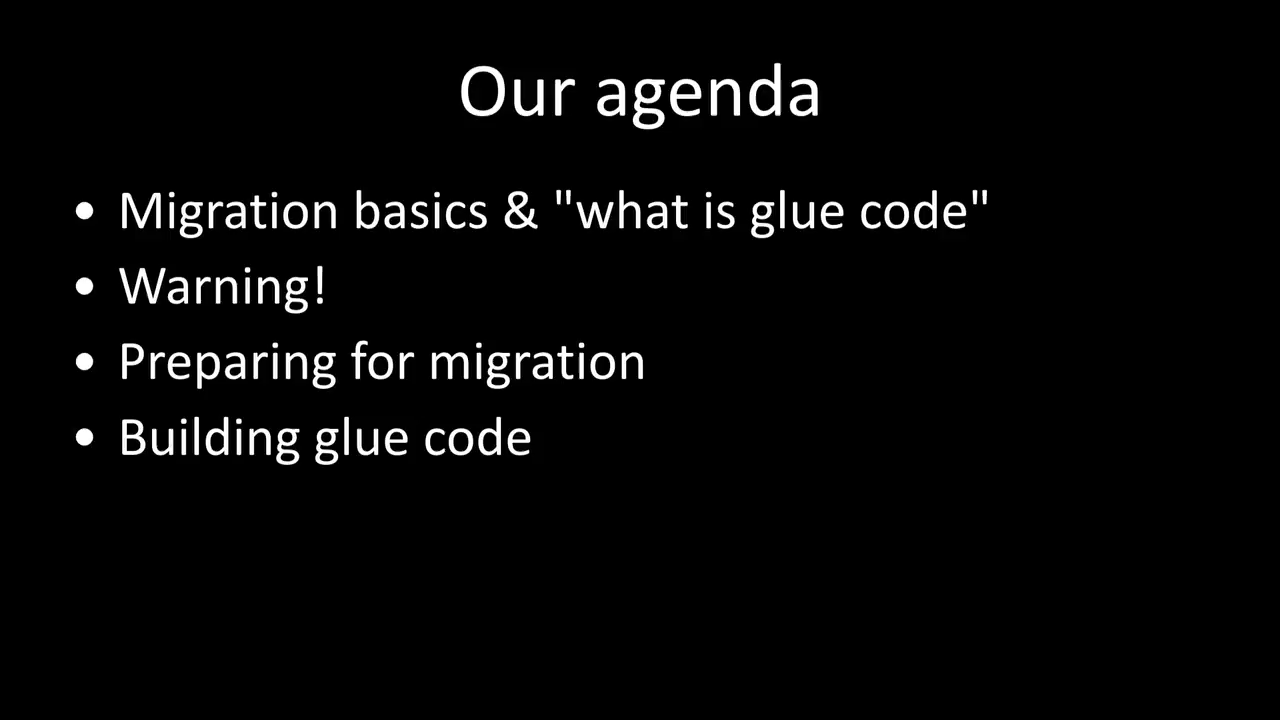 Our agenda
• Migration basics & "what is glue code"
• Warning!
• Preparing for migration
• Building glue code